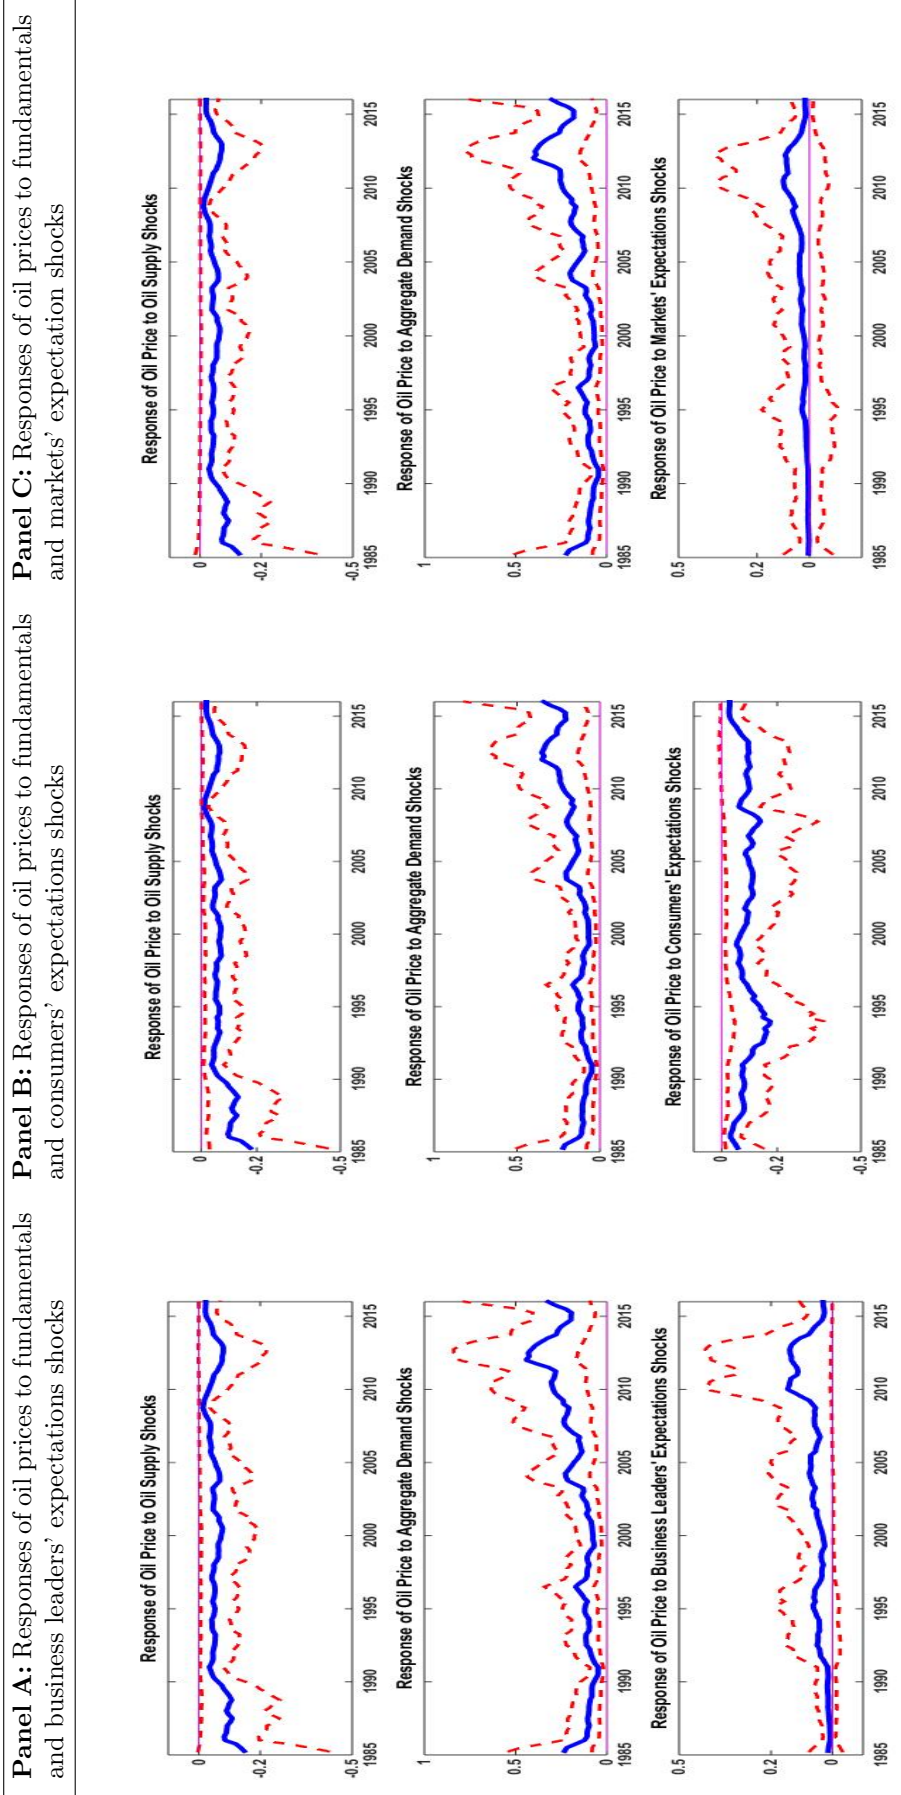 Panel A: Responses of oil prices to fundamentals
and business leaders' expectations shocks
Response of Oil Price to Oil Supply Shocks
0
-0.2
-0.5
1985 1990 1995 2000 2005 2010 2015
Response of Oil Price to Aggregate Demand Shocks
1
0.5
0
1985 1990 1995 2000 2005 2010 2015
Response of Oil Price to Business Leaders' Expectations Shocks
0.5
0.2
0
1985 1990 1995 2000 2005 2010 2015
Panel B: Responses of oil prices to fundamentals
and consumers' expectations shocks
Response of Oil Price to Oil Supply Shocks
0
-0.2
-0.5
1985 1990 1995 2000 2005 2010 2015
Response of Oil Price to Aggregate Demand Shocks
1
0.5
0
1985 1990 1995 2000 2005 2010 2015
Response of Oil Price to Consumers' Expectations Shocks
0
-0.2
-0.5
1985 1990 1995 2000 2005 2010 2015
Panel C: Responses of oil prices to fundamentals
and markets' expectation shocks
Response of Oil Price to Oil Supply Shocks
0
-0.2
-0.5
1985 1990 1995 2000 2005 2010 2015
Response of Oil Price to Aggregate Demand Shocks
1
0.5
0
1985 1990 1995 2000 2005 2010 2015
Response of Oil Price to Markets' Expectations Shocks
0.5
0.2
0
1985 1990 1995 2000 2005 2010 2015